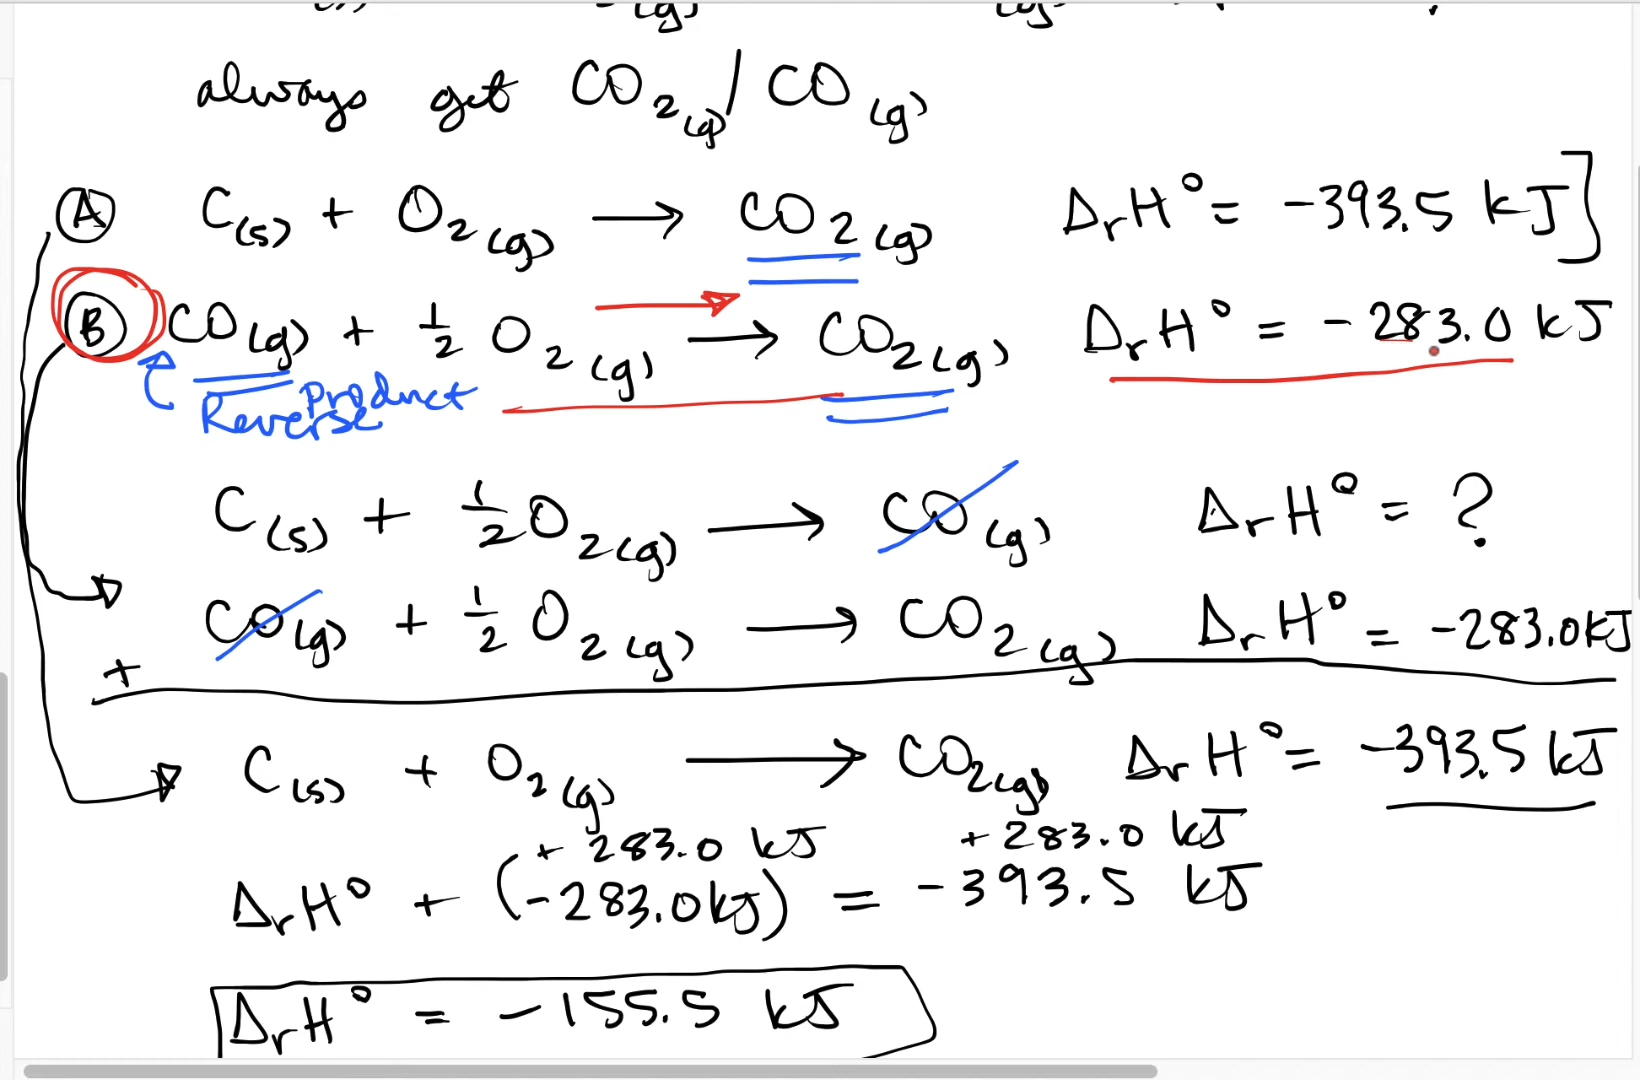 always get CO₂(g) / CO(g)
Ⓐ C(s) + O₂(g) → CO₂(g) ΔrH° = -393.5 kJ]
Ⓑ CO(g) + ½ O₂(g) → CO₂(g) ΔrH° = -283.0 kJ
Product
Reverse
C(s) + ½ O₂(g) → CO(g) ΔrH° = ?
CO(g) + ½ O₂(g) → CO₂(g) ΔrH° = -283.0 kJ
+
C(s) + O₂(g) → CO₂(g) ΔrH° = -393.5 kJ
+ 283.0 kJ + 283.0 kJ
ΔrH° + (-283.0 kJ) = -393.5 kJ
ΔrH° = -155.5 kJ